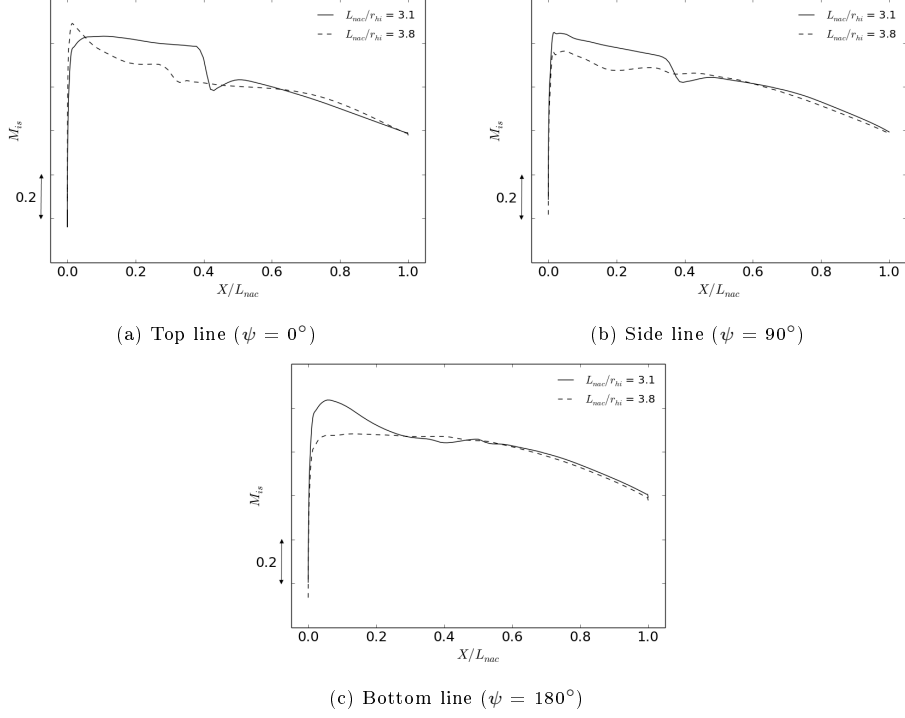 L_nac/r_hi = 3.1
L_nac/r_hi = 3.8
M_is
0.2
0.0 0.2 0.4 0.6 0.8 1.0
X/L_nac
(a) Top line (ψ = 0°)
L_nac/r_hi = 3.1
L_nac/r_hi = 3.8
M_is
0.2
0.0 0.2 0.4 0.6 0.8 1.0
X/L_nac
(b) Side line (ψ = 90°)
L_nac/r_hi = 3.1
L_nac/r_hi = 3.8
M_is
0.2
0.0 0.2 0.4 0.6 0.8 1.0
X/L_nac
(c) Bottom line (ψ = 180°)